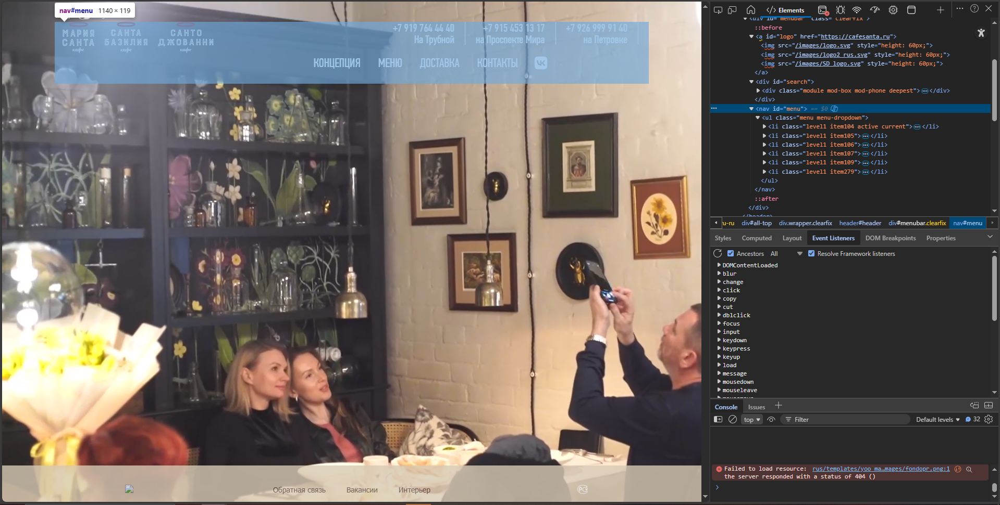 nav#menu 1140 × 119
МАРИЯ САНТА кафе
САНТА БАЗИЛИЯ кафе
САНТО ДЖОВАННИ кафе
+7 919 764 44 40
На Трубной
+7 915 453 13 17
на Проспекте Мира
+7 926 999 91 40
на Петровке
КОНЦЕПЦИЯ МЕНЮ ДОСТАВКА КОНТАКТЫ
Обратная связь Вакансии Интерьер
Elements
<div id="menubar" class="clearfix">
::before
<a id="logo" href="https://cafesanta.ru">
<img src="/images/logo.svg" style="height: 60px;">
<img src="/images/logo2_rus.svg" style="height: 60px;">
<img src="/images/SD_logo.svg" style="height: 60px;">
</a>
<div id="search">
<div class="module mod-box mod-phone deepest">…</div>
</div>
<nav id="menu"> == $0
<ul class="menu menu-dropdown">
<li class="level1 item104 active current">…</li>
<li class="level1 item105">…</li>
<li class="level1 item106">…</li>
<li class="level1 item107">…</li>
<li class="level1 item109">…</li>
<li class="level1 item279">…</li>
</ul>
</nav>
::after
</div>
</header>
ru-ru div#all-top div.wrapper.clearfix header#header div#menubar.clearfix nav#menu
Styles Computed Layout Event Listeners DOM Breakpoints Properties
Ancestors All Resolve Framework listeners
DOMContentLoaded
blur
change
click
copy
cut
dblclick
focus
input
keydown
keypress
keyup
load
message
mousedown
mouseleave
Console Issues
top Filter Default levels 32
Failed to load resource: rus/templates/yoo_ma…mages/fondopr.png:1
the server responded with a status of 404 ()